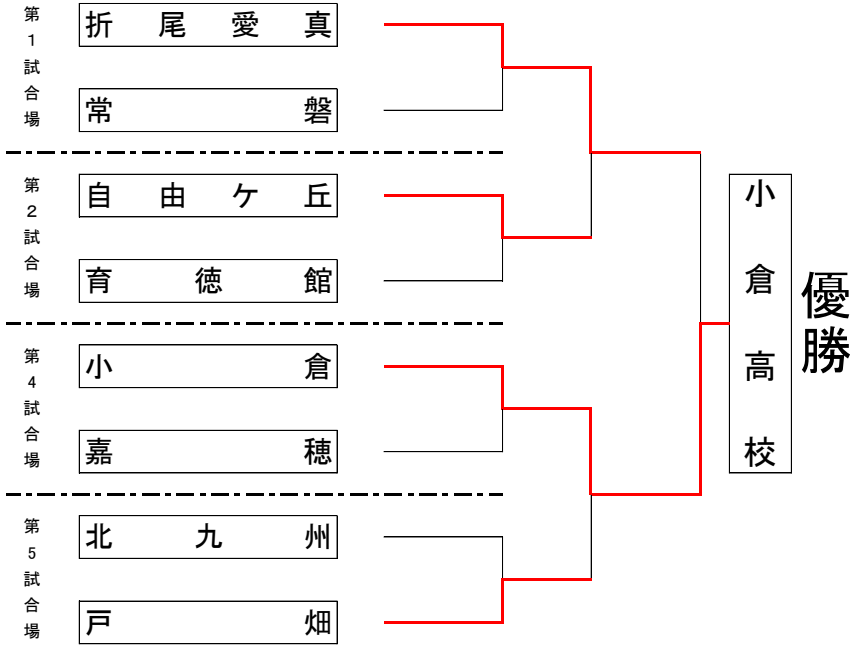 第1試合場
折尾愛真
常磐
第2試合場
自由ケ丘
育徳館
第4試合場
小倉
嘉穂
第5試合場
北九州
戸畑
小倉高校
優勝